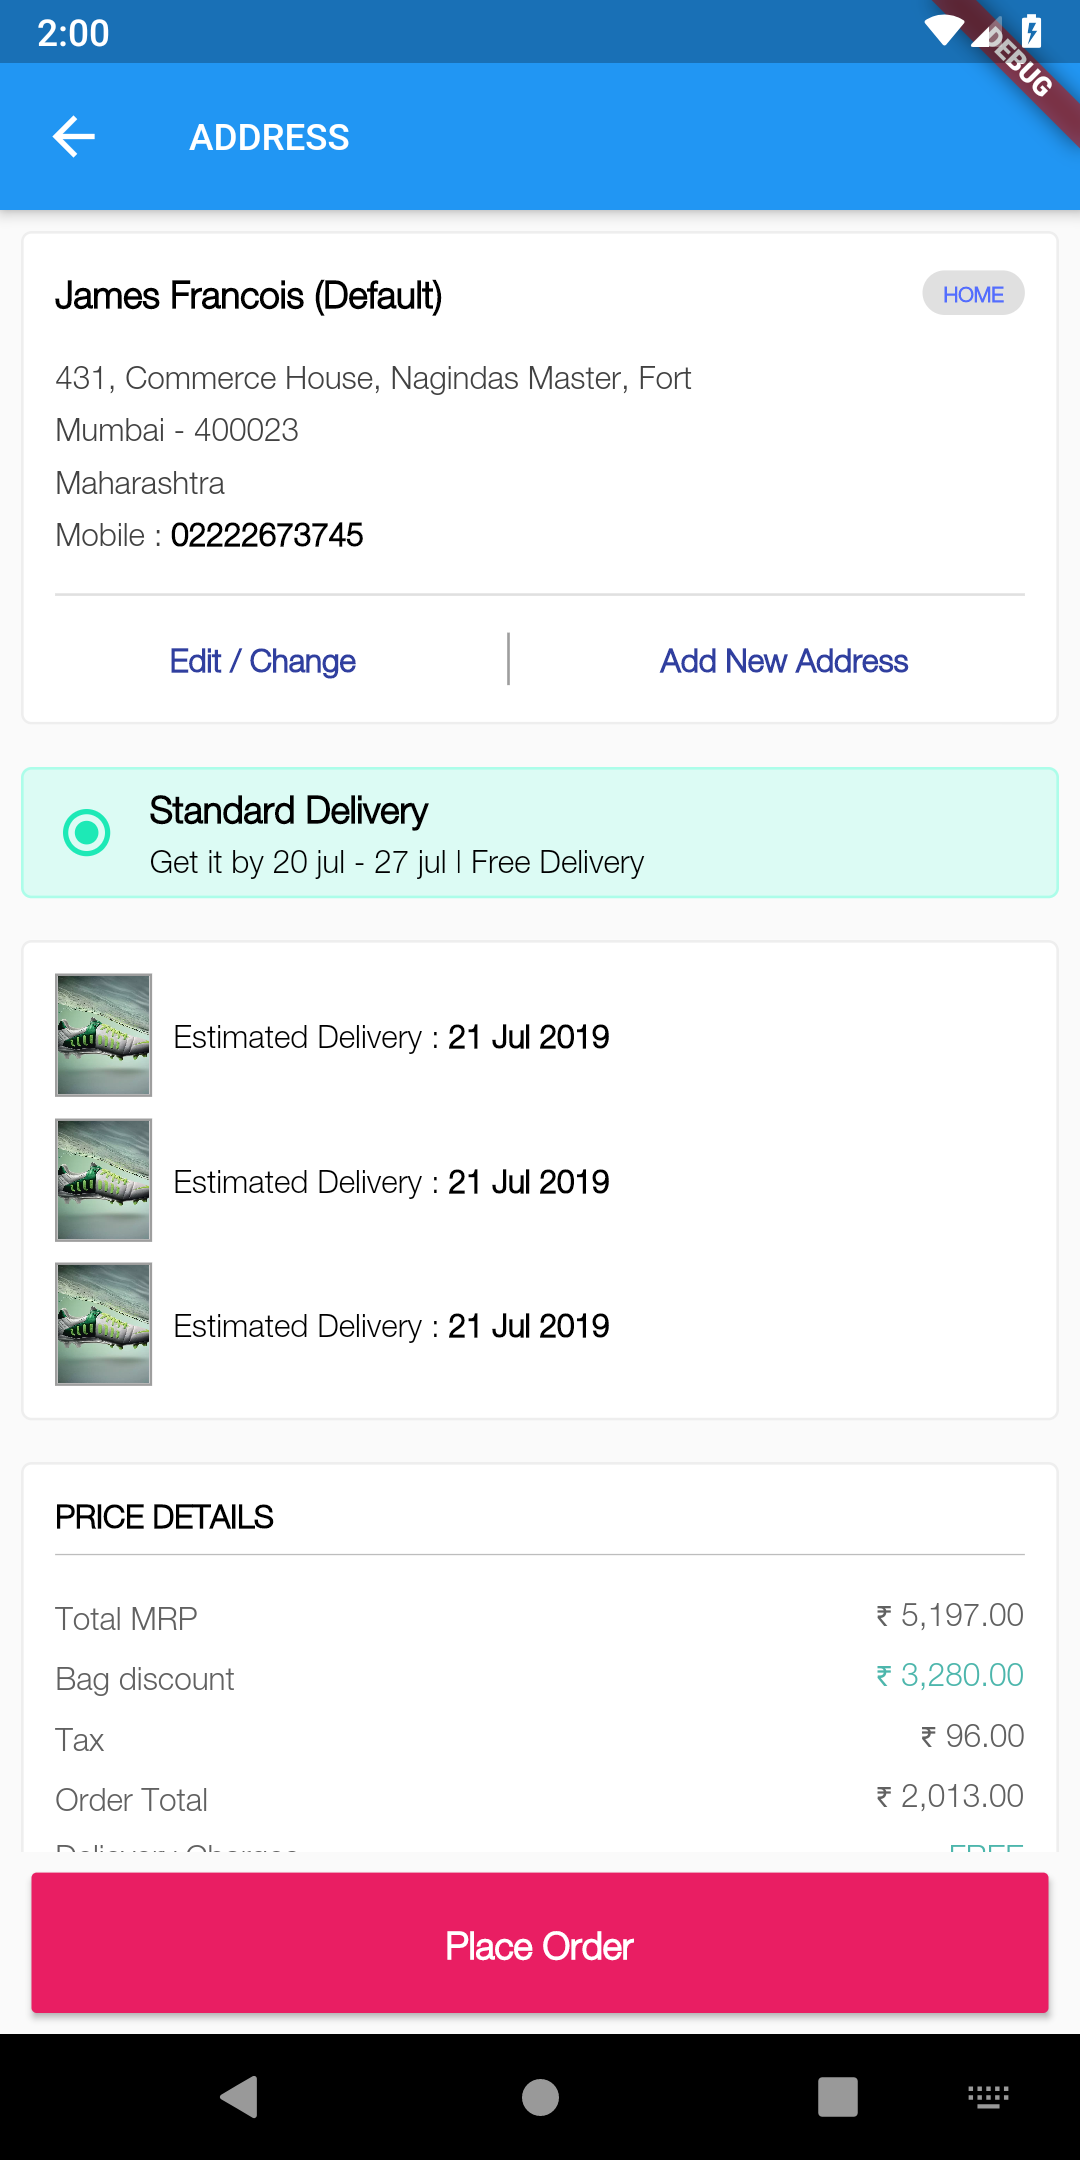 2:00
DEBUG
ADDRESS
James Francois (Default)
HOME
431, Commerce House, Nagindas Master, Fort
Mumbai - 400023
Maharashtra
Mobile : 02222673745
Edit / Change
Add New Address
Standard Delivery
Get it by 20 jul - 27 jul | Free Delivery
Estimated Delivery : 21 Jul 2019
Estimated Delivery : 21 Jul 2019
Estimated Delivery : 21 Jul 2019
PRICE DETAILS
Total MRP ₹ 5,197.00
Bag discount ₹ 3,280.00
Tax ₹ 96.00
Order Total ₹ 2,013.00
FREE
Place Order